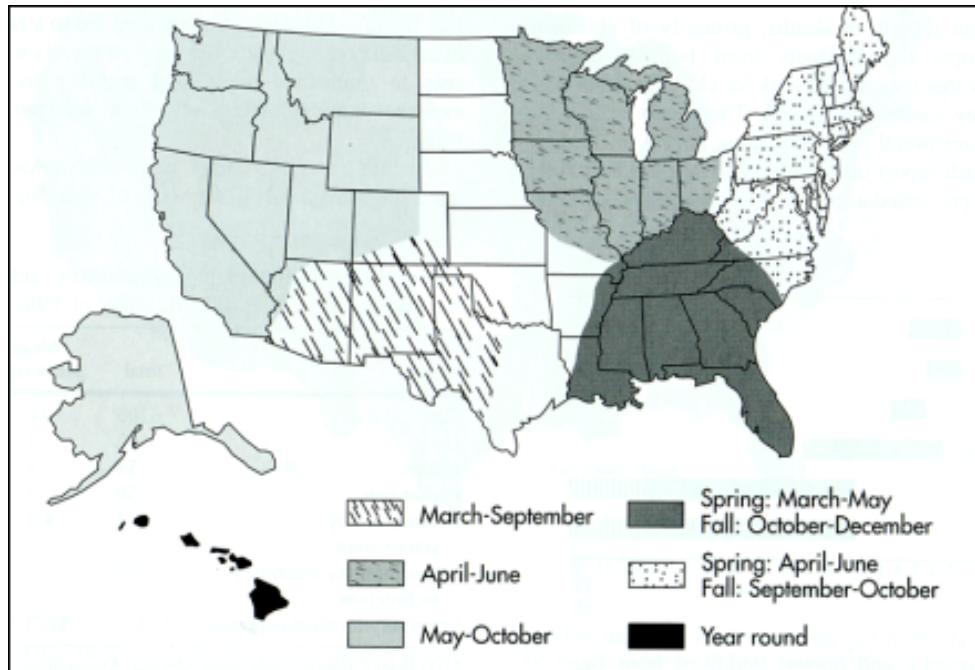 March-September
Spring: March-May
Fall: October-December
April-June
Spring: April-June
Fall: September-October
May-October
Year round